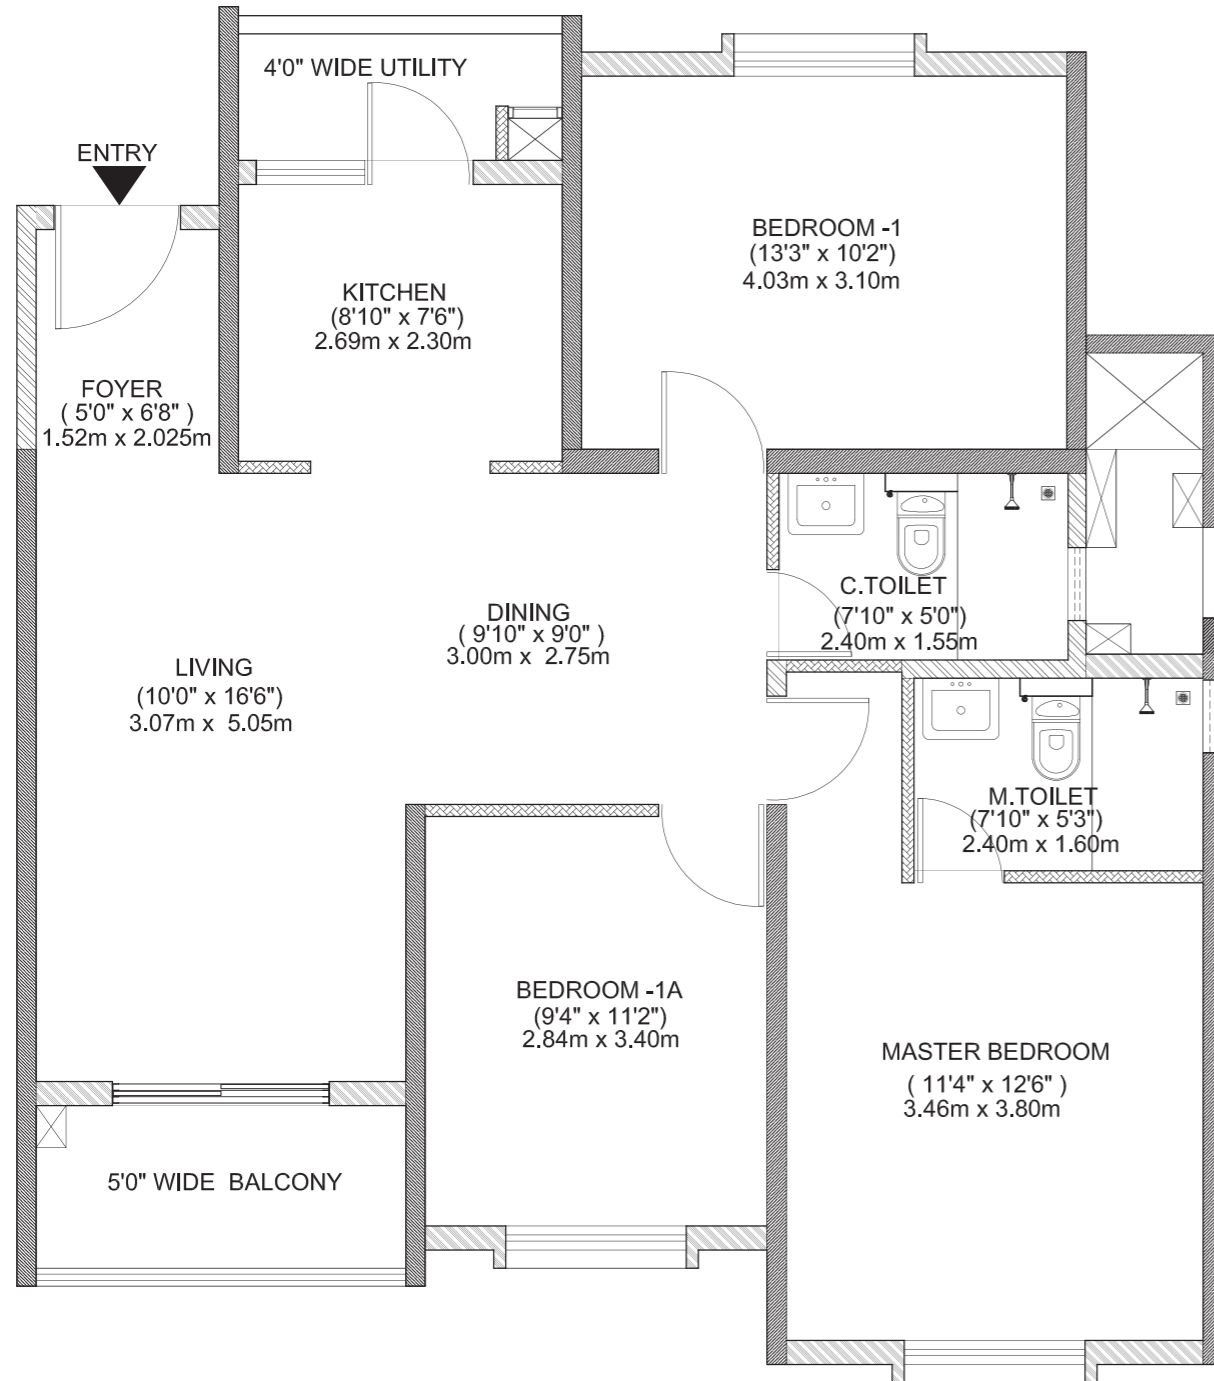 4'0" WIDE UTILITY
ENTRY
BEDROOM -1
(13'3" x 10'2")
4.03m x 3.10m
KITCHEN
(8'10" x 7'6")
2.69m x 2.30m
FOYER
( 5'0" x 6'8" )
1.52m x 2.025m
C.TOILET
(7'10" x 5'0")
2.40m x 1.55m
DINING
( 9'10" x 9'0" )
3.00m x 2.75m
LIVING
(10'0" x 16'6")
3.07m x 5.05m
M.TOILET
(7'10" x 5'3")
2.40m x 1.60m
BEDROOM -1A
(9'4" x 11'2")
2.84m x 3.40m
MASTER BEDROOM
( 11'4" x 12'6" )
3.46m x 3.80m
5'0" WIDE BALCONY